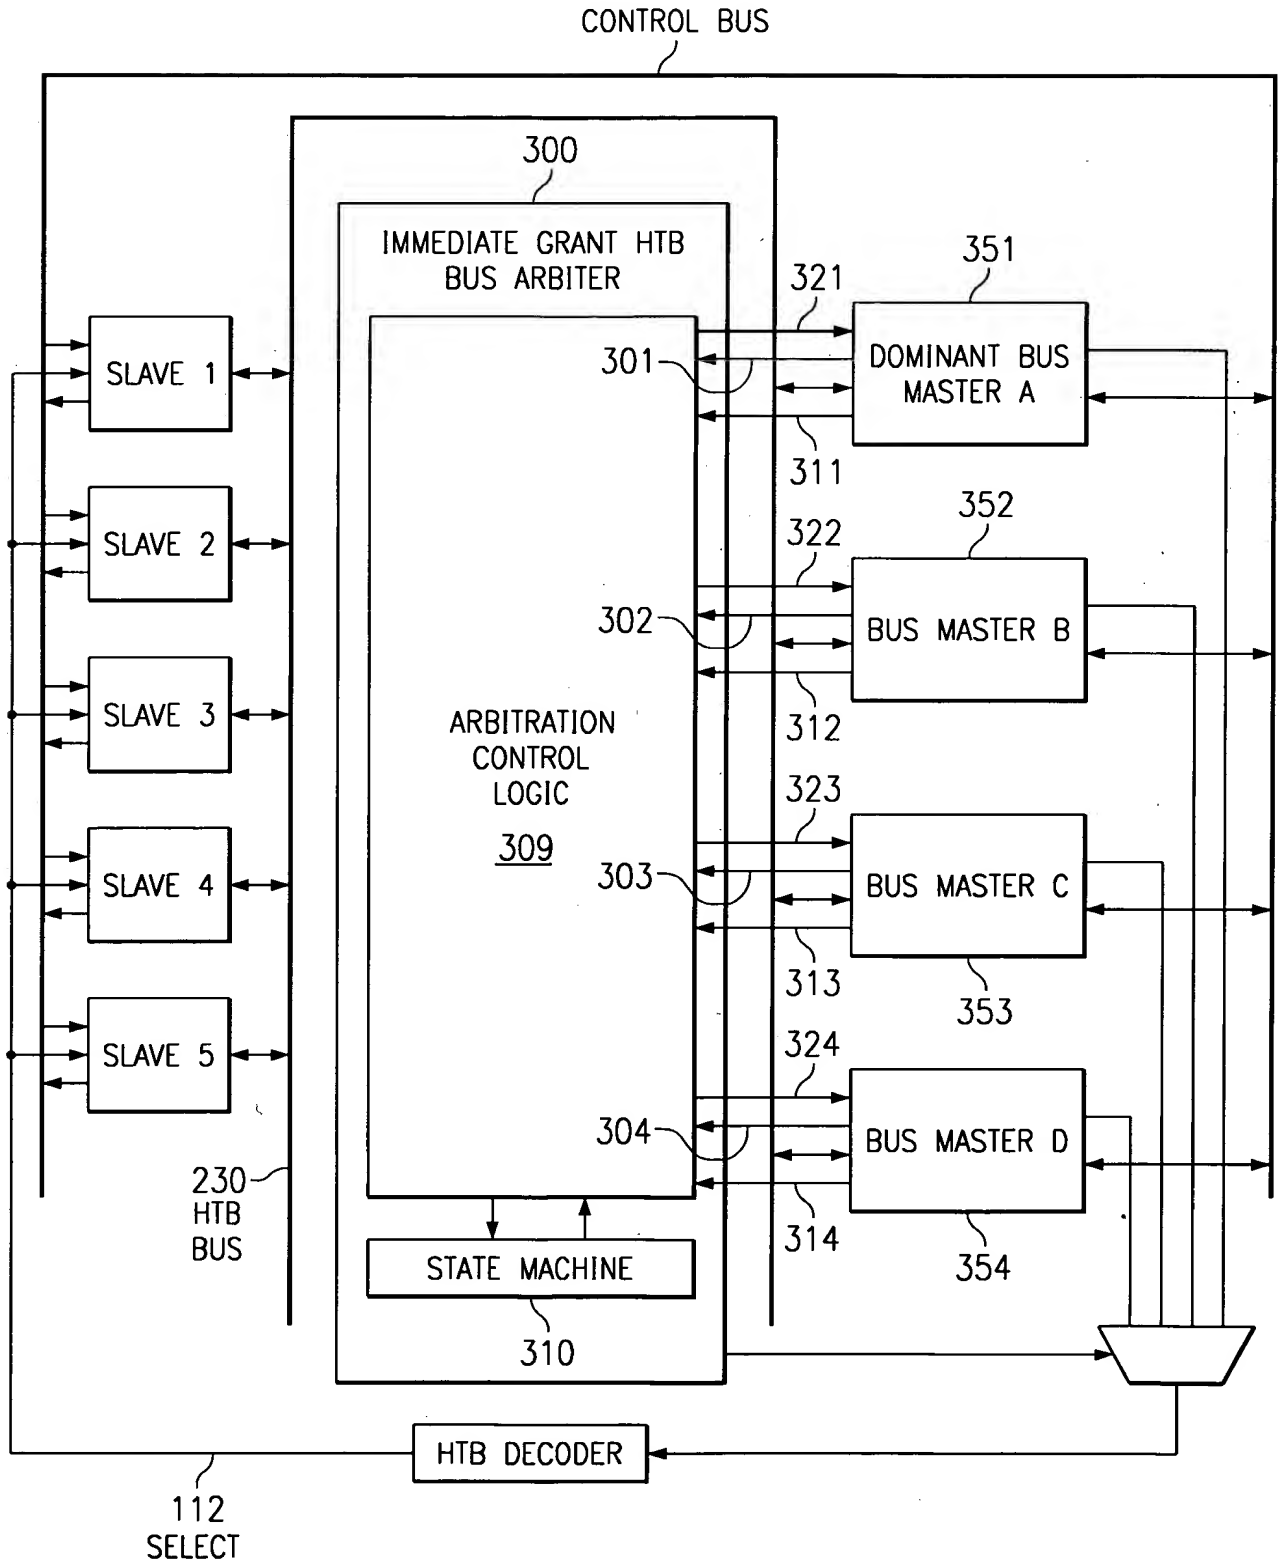 CONTROL BUS
300
IMMEDIATE GRANT HTB
BUS ARBITER
351
321
DOMINANT BUS
MASTER A
301
311
SLAVE 1
352
322
SLAVE 2
BUS MASTER B
302
312
SLAVE 3
ARBITRATION
CONTROL
LOGIC
309
323
BUS MASTER C
303
313
353
SLAVE 4
324
SLAVE 5
BUS MASTER D
304
314
354
230
HTB
BUS
STATE MACHINE
310
HTB DECODER
112
SELECT